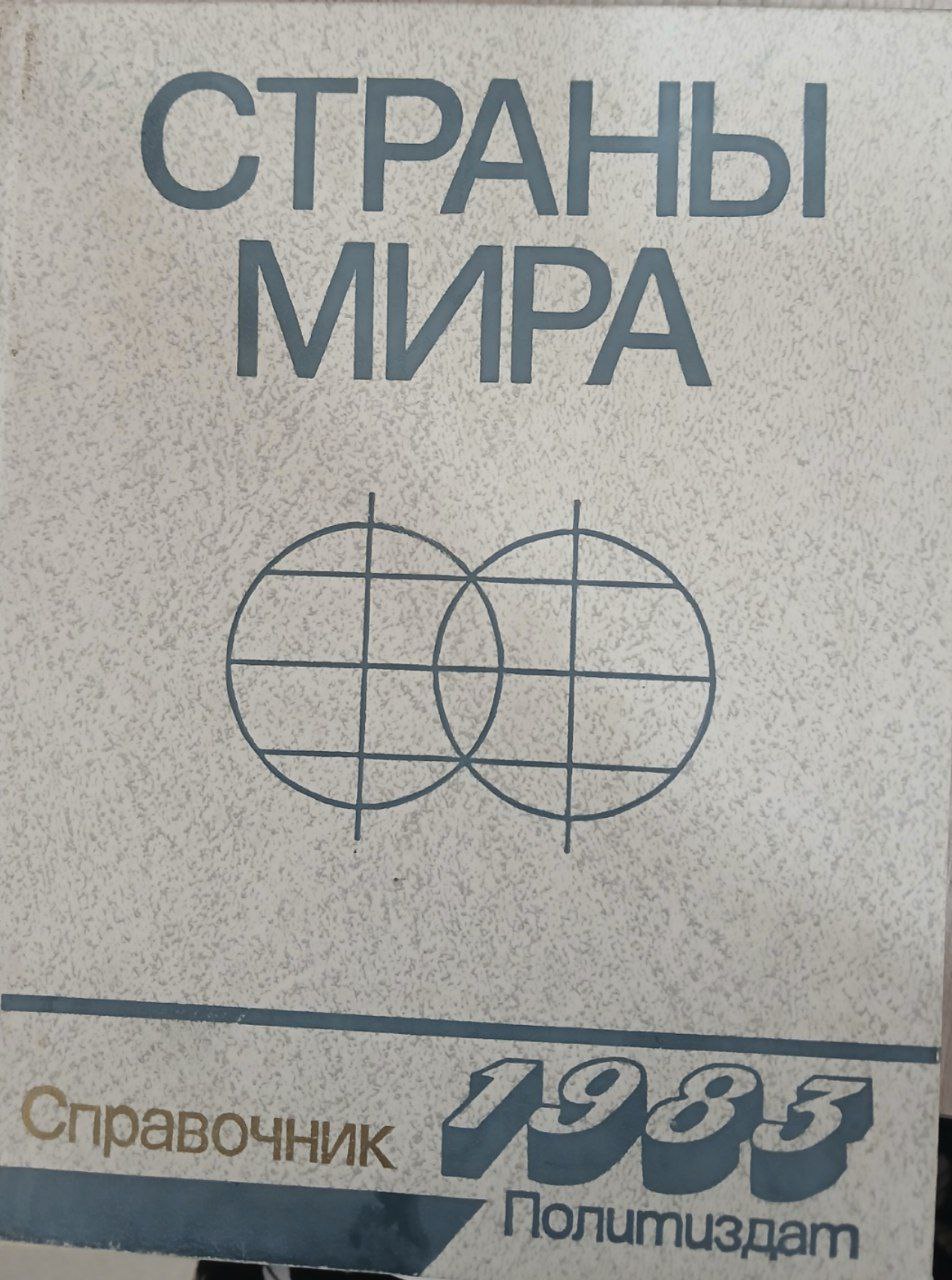 СТРАНЫ
МИРА
Справочник
1983
Политиздат